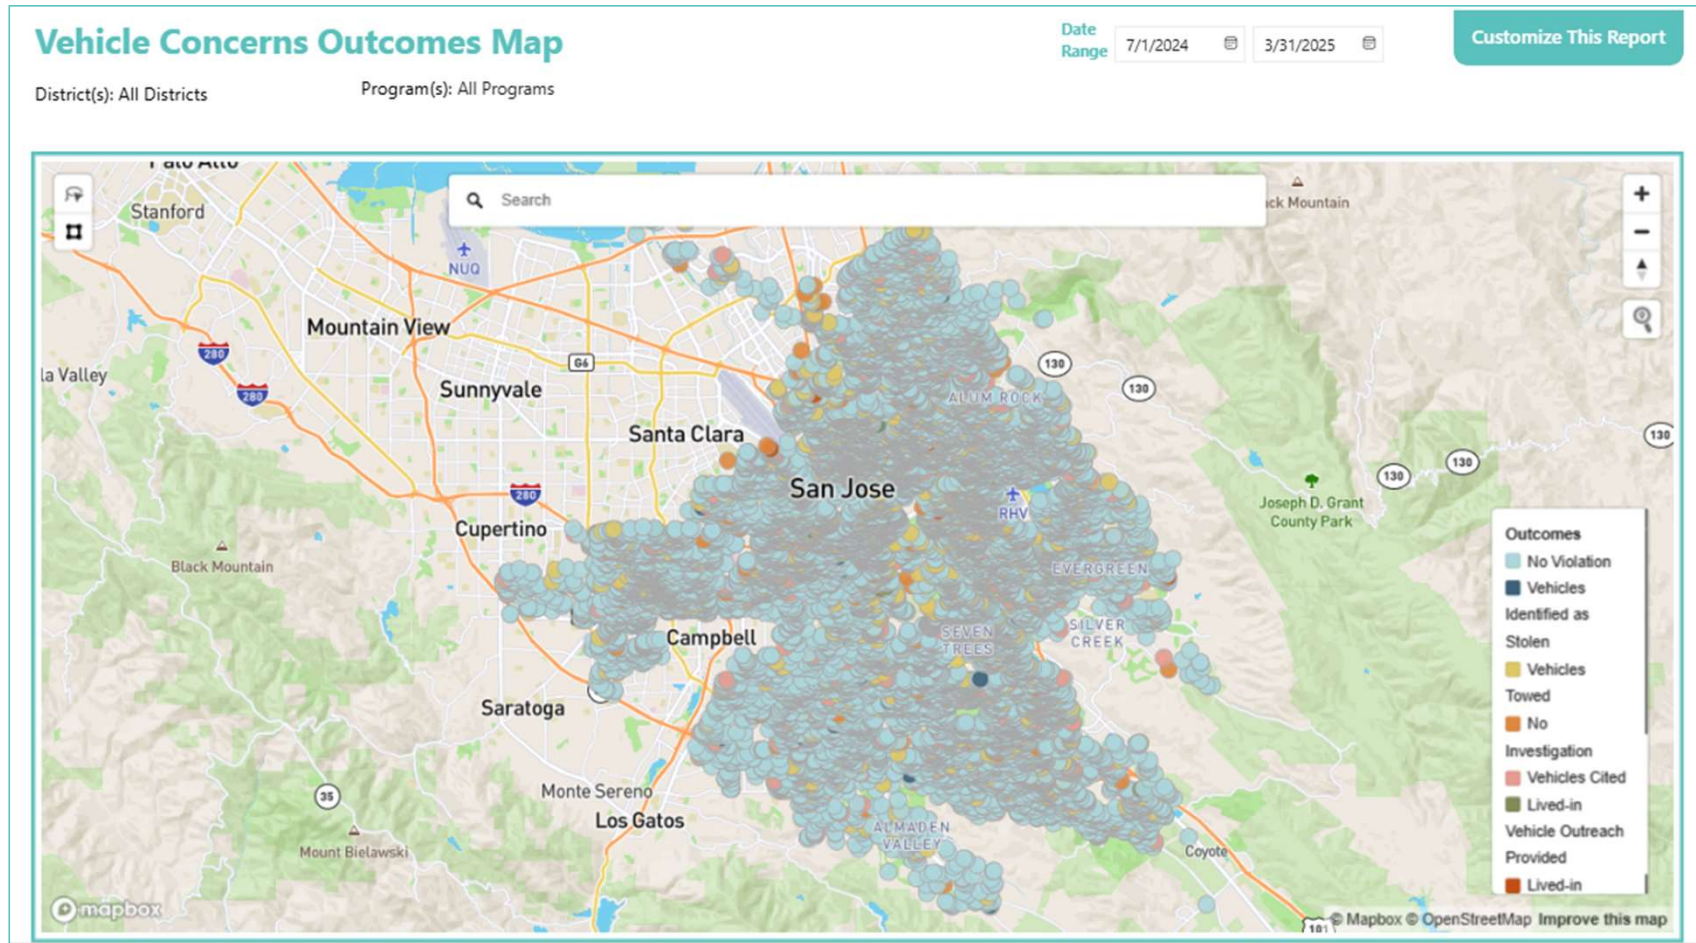 Vehicle Concerns Outcomes Map
Date
Range
7/1/2024
3/31/2025
Customize This Report
District(s): All Districts
Program(s): All Programs
Palo Alto
Search
Stanford
ck Mountain
NUQ
Mountain View
280
G6
130
la Valley
280
Sunnyvale
130
ALUM ROCK
Santa Clara
130
130
130
San Jose
280
RHV
Joseph D. Grant
County Park
Cupertino
Black Mountain
EVERGREEN
Outcomes
No Violation
Vehicles
Identified as
Stolen
Vehicles
Towed
No
Investigation
Vehicles Cited
Lived-in
Vehicle Outreach
Provided
Lived-in
Campbell
SEVEN
TREES
SILVER
CREEK
Saratoga
Monte Sereno
35
Los Gatos
ALMADEN
VALLEY
Mount Bielawski
Coyote
mapbox
101
© Mapbox © OpenStreetMap Improve this map